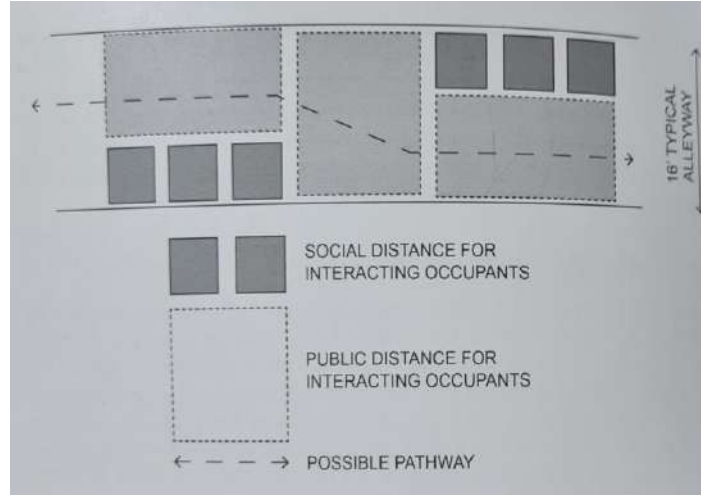 16' TYPICAL
ALLEYWAY
SOCIAL DISTANCE FOR
INTERACTING OCCUPANTS
PUBLIC DISTANCE FOR
INTERACTING OCCUPANTS
POSSIBLE PATHWAY